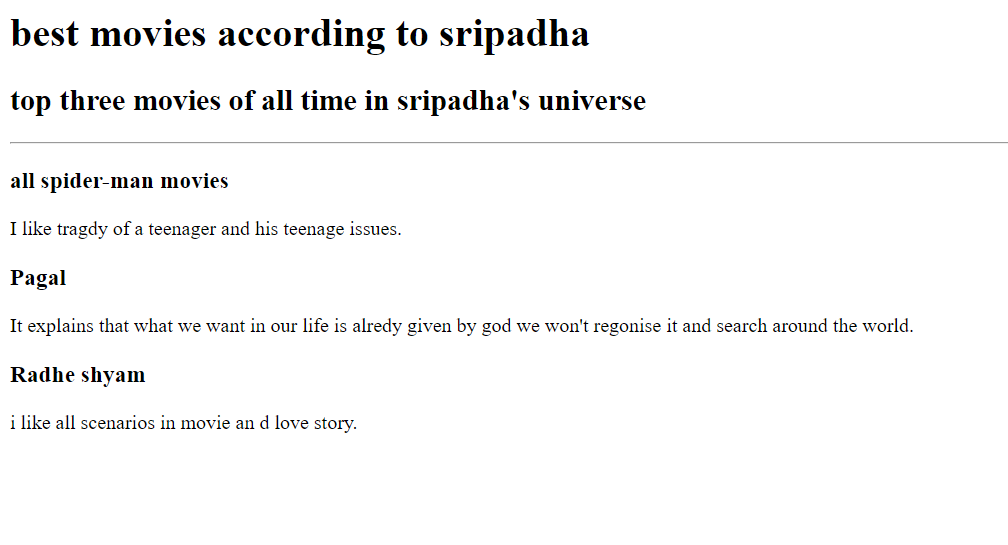 best movies according to sripadha
top three movies of all time in sripadha's universe
all spider-man movies
I like tragdy of a teenager and his teenage issues.
Pagal
It explains that what we want in our life is alredy given by god we won't regonise it and search around the world.
Radhe shyam
i like all scenarios in movie an d love story.